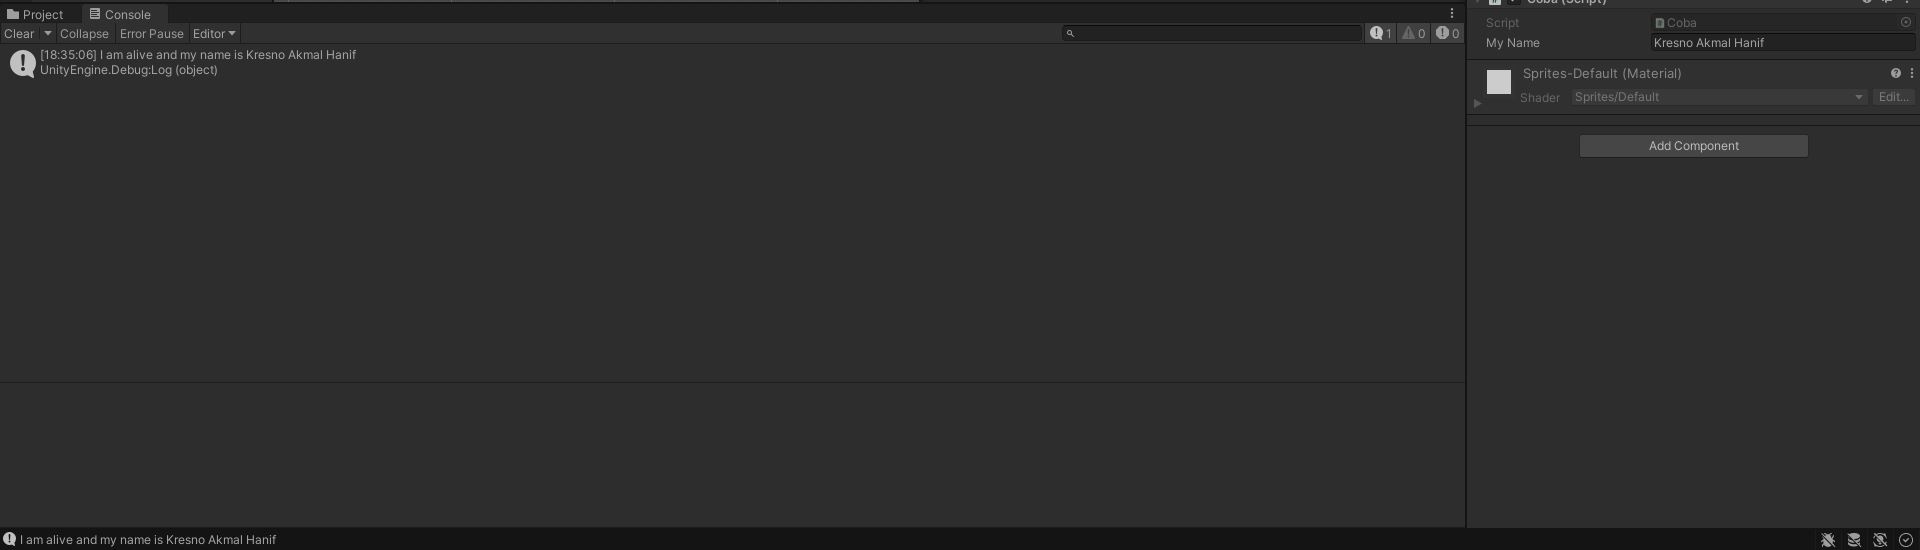 Project Console
Clear Collapse Error Pause Editor
1 0 0
[18:35:06] I am alive and my name is Kresno Akmal Hanif
UnityEngine.Debug:Log (object)
I am alive and my name is Kresno Akmal Hanif
Coba (Script)
Script Coba
My Name Kresno Akmal Hanif
Sprites-Default (Material)
Shader Sprites/Default Edit...
Add Component